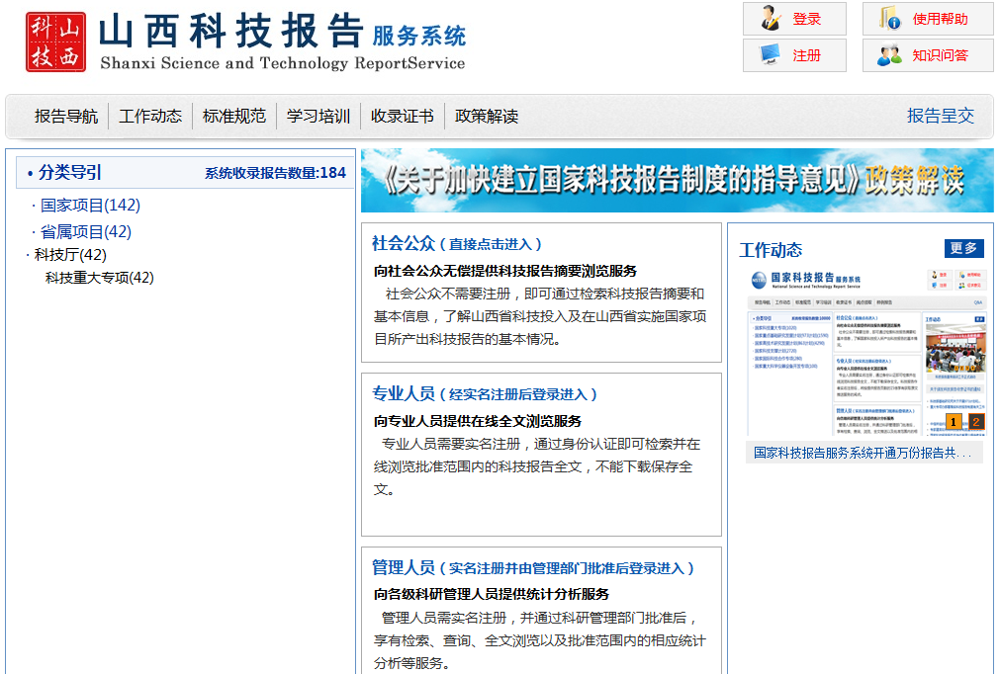 山西科技
山西科技报告服务系统
Shanxi Science and Technology ReportService
登录
使用帮助
注册
知识问答
报告导航
工作动态
标准规范
学习培训
收录证书
政策解读
报告呈交
• 分类导引
系统收录报告数量:184
· 国家项目(142)
· 省属项目(42)
· 科技厅(42)
科技重大专项(42)
《关于加快建立国家科技报告制度的指导意见》政策解读
社会公众（直接点击进入）
向社会公众无偿提供科技报告摘要浏览服务
社会公众不需要注册，即可通过检索科技报告摘要和
基本信息，了解山西省科技投入及在山西省实施国家项
目所产出科技报告的基本情况。
专业人员（经实名注册后登录进入）
向专业人员提供在线全文浏览服务
专业人员需要实名注册，通过身份认证即可检索并在
线浏览批准范围内的科技报告全文，不能下载保存全
文。
管理人员（实名注册并由管理部门批准后登录进入）
向各级科研管理人员提供统计分析服务
管理人员需实名注册，并通过科研管理部门批准后，
享有检索、查询、全文浏览以及批准范围内的相应统计
分析等服务。
工作动态
更多
国家科技报告服务系统
National Science and Technology Report Service
1
2
国家科技报告服务系统开通万份报告共...